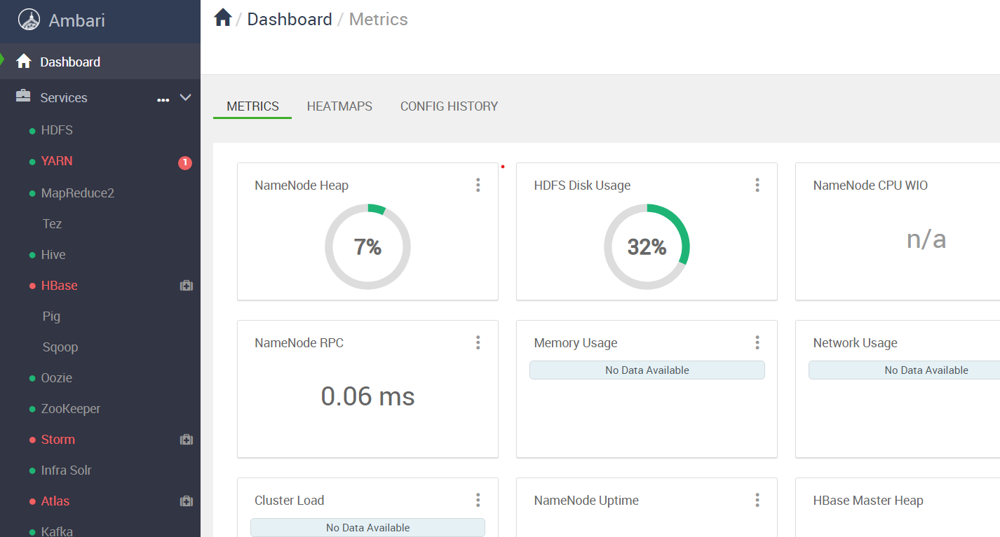 Ambari
Dashboard
Services
HDFS
YARN 1
MapReduce2
Tez
Hive
HBase
Pig
Sqoop
Oozie
ZooKeeper
Storm
Infra Solr
Atlas
Kafka
/ Dashboard / Metrics
METRICS HEATMAPS CONFIG HISTORY
NameNode Heap
7%
HDFS Disk Usage
32%
NameNode CPU WIO
n/a
NameNode RPC
0.06 ms
Memory Usage
No Data Available
Network Usage
No Data Available
Cluster Load
No Data Available
NameNode Uptime
HBase Master Heap